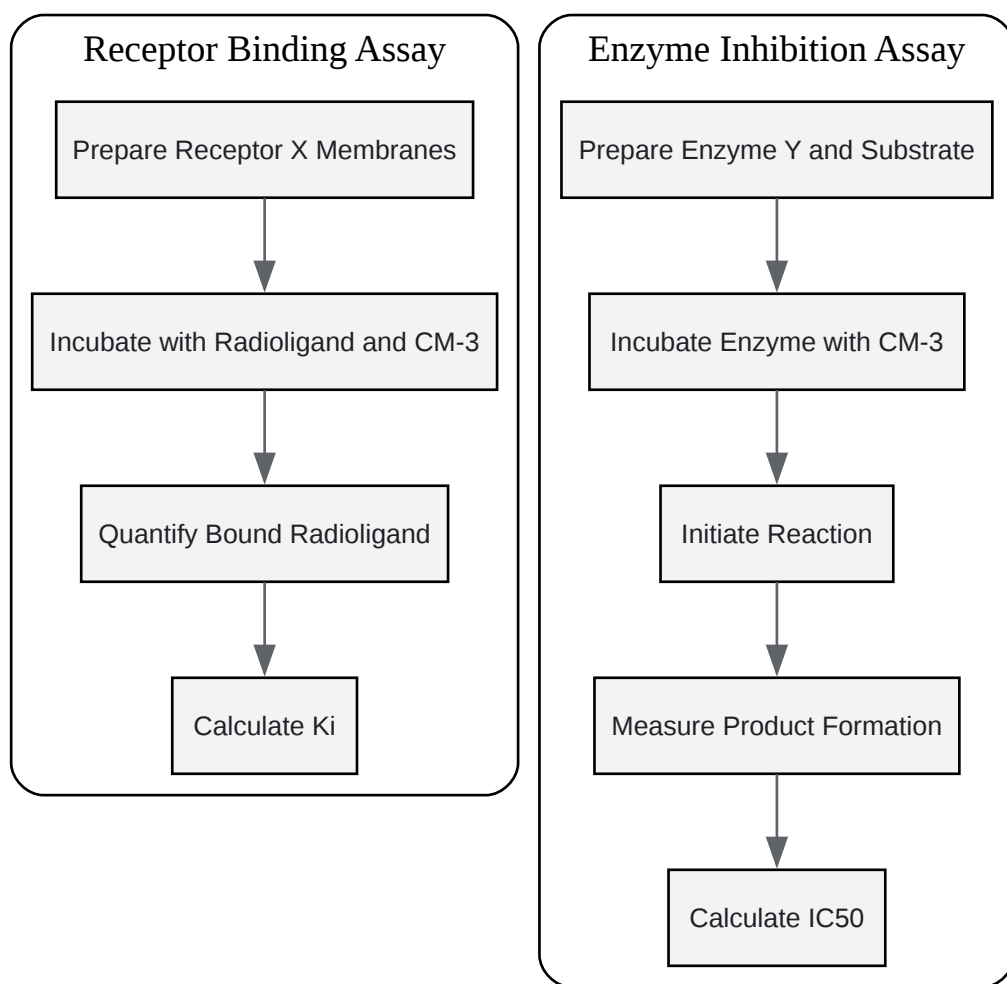 Receptor Binding Assay
Prepare Receptor X Membranes
Incubate with Radioligand and CM-3
Quantify Bound Radioligand
Calculate Ki
Enzyme Inhibition Assay
Prepare Enzyme Y and Substrate
Incubate Enzyme with CM-3
Initiate Reaction
Measure Product Formation
Calculate IC50